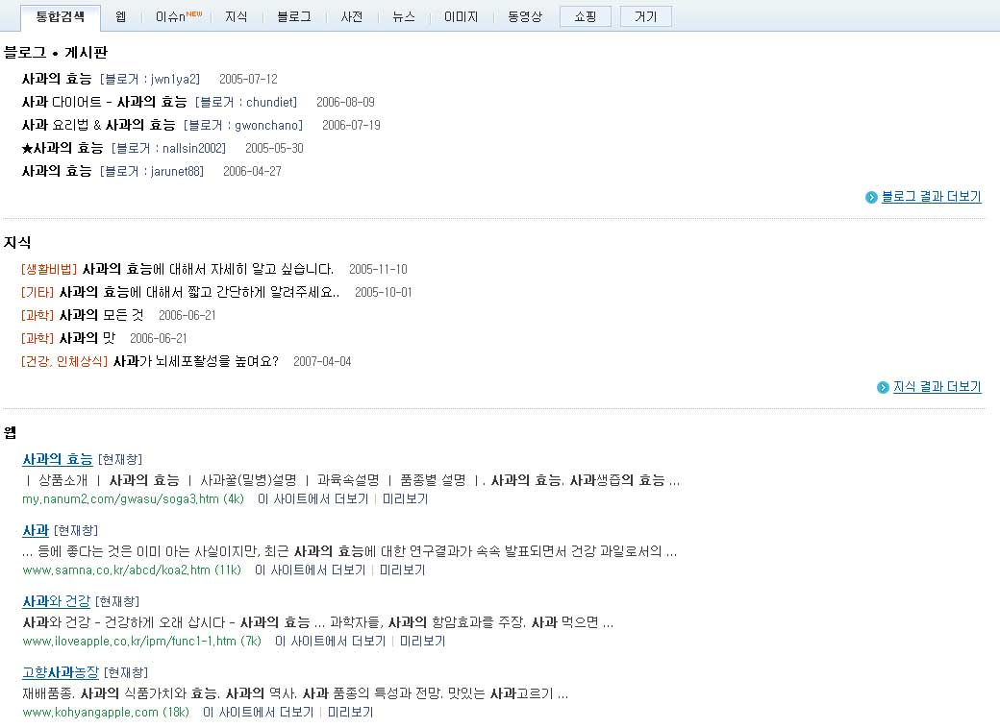 통합검색 웹 이슈n NEW 지식 블로그 사전 뉴스 이미지 동영상 쇼핑 거기
블로그 • 게시판
사과의 효능 [블로거 : jwn1ya2] 2005-07-12
사과 다이어트 - 사과의 효능 [블로거 : chundiet] 2006-08-09
사과 요리법 & 사과의 효능 [블로거 : gwonchano] 2006-07-19
★사과의 효능 [블로거 : nallsin2002] 2005-05-30
사과의 효능 [블로거 : jarunet88] 2006-04-27
블로그 결과 더보기
지식
[생활비법] 사과의 효능에 대해서 자세히 알고 싶습니다. 2005-11-10
[기타] 사과의 효능에 대해서 짧고 간단하게 알려주세요.. 2005-10-01
[과학] 사과의 모든 것 2006-06-21
[과학] 사과의 맛 2006-06-21
[건강, 인체상식] 사과가 뇌세포활성을 높여요? 2007-04-04
지식 결과 더보기
웹
사과의 효능 [현재창]
ㅣ 상품소개 ㅣ 사과의 효능 ㅣ 사과꿀(밀병)설명 ㅣ 과육속설명 ㅣ 품종별 설명 ㅣ. 사과의 효능. 사과생즙의 효능 ...
my.nanum2.com/gwasu/soga3.htm (4k) 이 사이트에서 더보기 | 미리보기
사과 [현재창]
... 등에 좋다는 것은 이미 아는 사실이지만, 최근 사과의 효능에 대한 연구결과가 속속 발표되면서 건강 과일로서의 ...
www.samna.co.kr/abcd/koa2.htm (11k) 이 사이트에서 더보기 | 미리보기
사과와 건강 [현재창]
사과와 건강 - 건강하게 오래 삽시다 - 사과의 효능 ... 과학자들, 사과의 항암효과를 주장. 사과 먹으면 ...
www.iloveapple.co.kr/ipm/func1-1.htm (7k) 이 사이트에서 더보기 | 미리보기
고향사과농장 [현재창]
재배품종. 사과의 식품가치와 효능. 사과의 역사. 사과 품종의 특성과 전망. 맛있는 사과고르기 ...
www.kohyangapple.com (18k) 이 사이트에서 더보기 | 미리보기